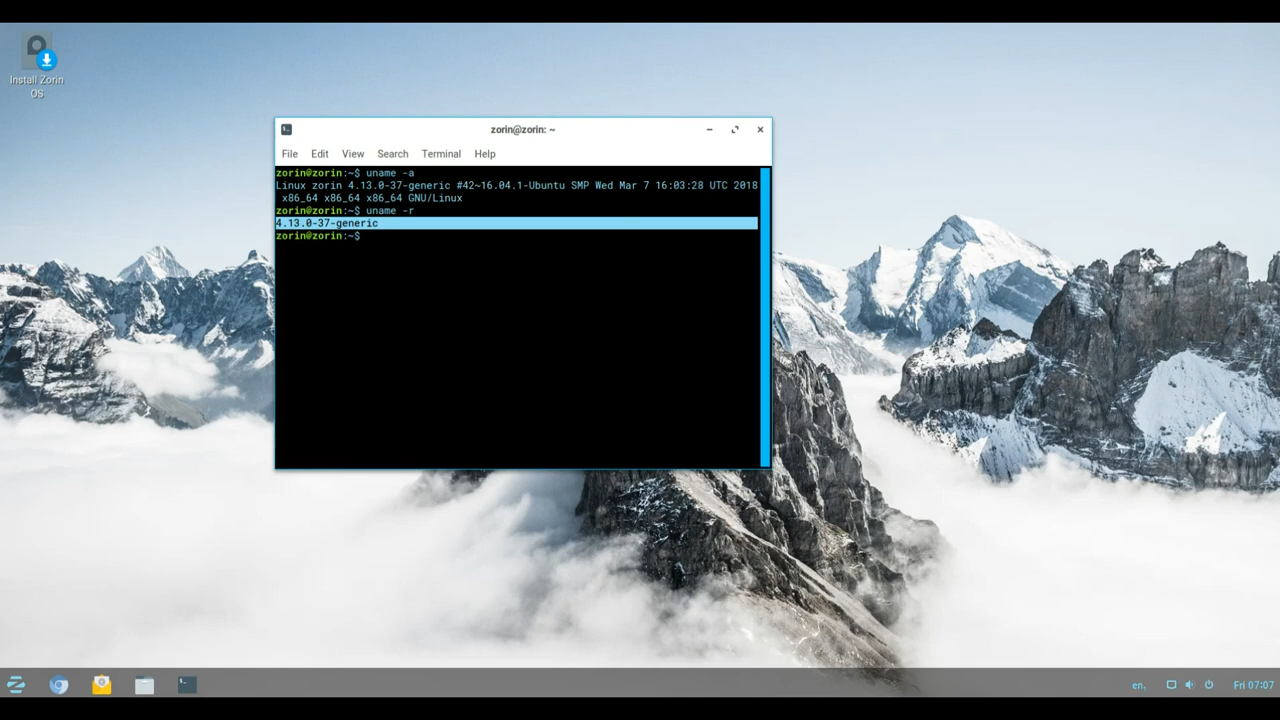 Install Zorin
OS
zorin@zorin: ~
File Edit View Search Terminal Help
zorin@zorin:~$ uname -a
Linux zorin 4.13.0-37-generic #42~16.04.1-Ubuntu SMP Wed Mar 7 16:03:28 UTC 2018
x86_64 x86_64 x86_64 GNU/Linux
zorin@zorin:~$ uname -r
4.13.0-37-generic
zorin@zorin:~$
en, Fri 07:07